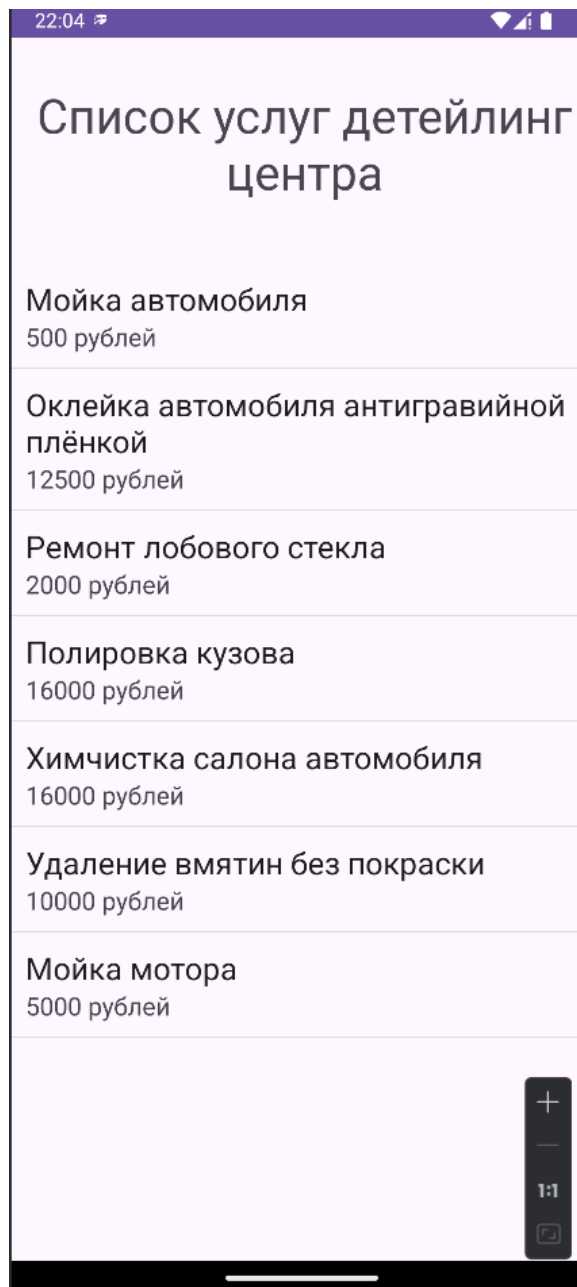 22:04
Список услуг детейлинг
центра
Мойка автомобиля
500 рублей
Оклейка автомобиля антигравийной
плёнкой
12500 рублей
Ремонт лобового стекла
2000 рублей
Полировка кузова
16000 рублей
Химчистка салона автомобиля
16000 рублей
Удаление вмятин без покраски
10000 рублей
Мойка мотора
5000 рублей
1:1